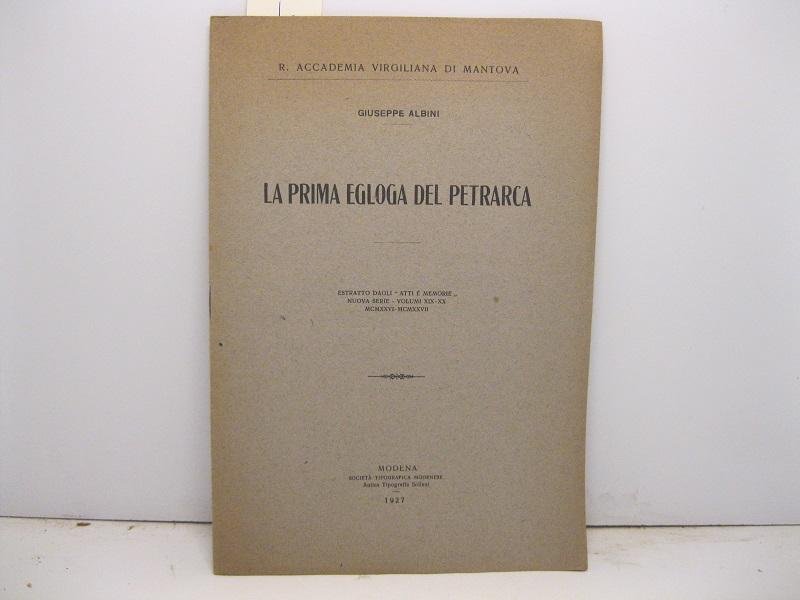 R. ACCADEMIA VIRGILIANA DI MANTOVA
GIUSEPPE ALBINI
LA PRIMA EGLOGA DEL PETRARCA
ESTRATTO DAGLI "ATTI E MEMORIE„
NUOVA SERIE - VOLUMI XIX-XX
MCMXXVI-MCMXXVII
MODENA
SOCIETÀ TIPOGRAFICA MODENESE
Antica Tipografia Soliani
1927